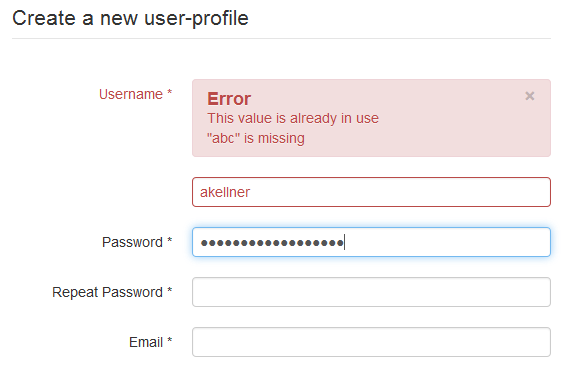 Create a new user-profile
Username *
Error ×
This value is already in use
"abc" is missing
akellner
Password * ●●●●●●●●●●●●●●●●●●
Repeat Password *
Email *